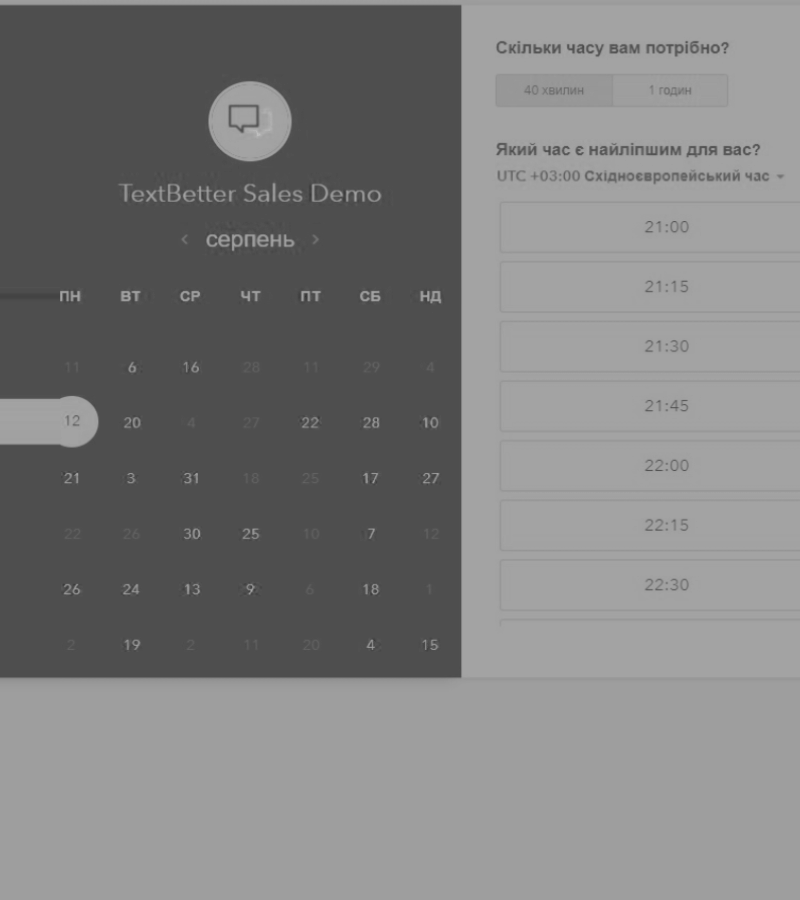 TextBetter Sales Demo
‹ серпень ›
ПН ВТ СР ЧТ ПТ СБ НД
11 6 16 28 11 29 4
12 20 4 27 22 28 10
21 3 31 18 25 17 27
22 26 30 25 10 7 12
26 24 13 9 6 18 1
2 19 2 11 20 4 15
Скільки часу вам потрібно?
40 хвилин 1 годин
Який час є найліпшим для вас?
UTC +03:00 Східноєвропейський час
21:00
21:15
21:30
21:45
22:00
22:15
22:30